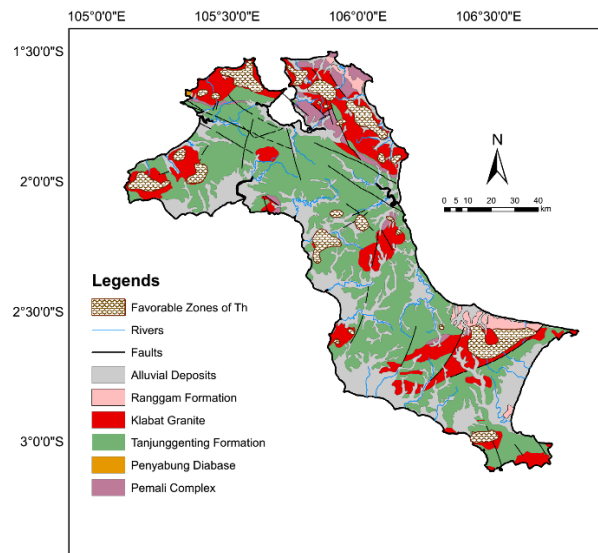 105°0'0"S 105°30'0"S 106°0'0"S 106°30'0"S
1°30'0"S
2°0'0"S
2°30'0"S
3°0'0"S
N
0 5 10 20 30 40
km
Legends
Favorable Zones of Th
Rivers
Faults
Alluvial Deposits
Ranggam Formation
Klabat Granite
Tanjunggenting Formation
Penyabung Diabase
Pemali Complex